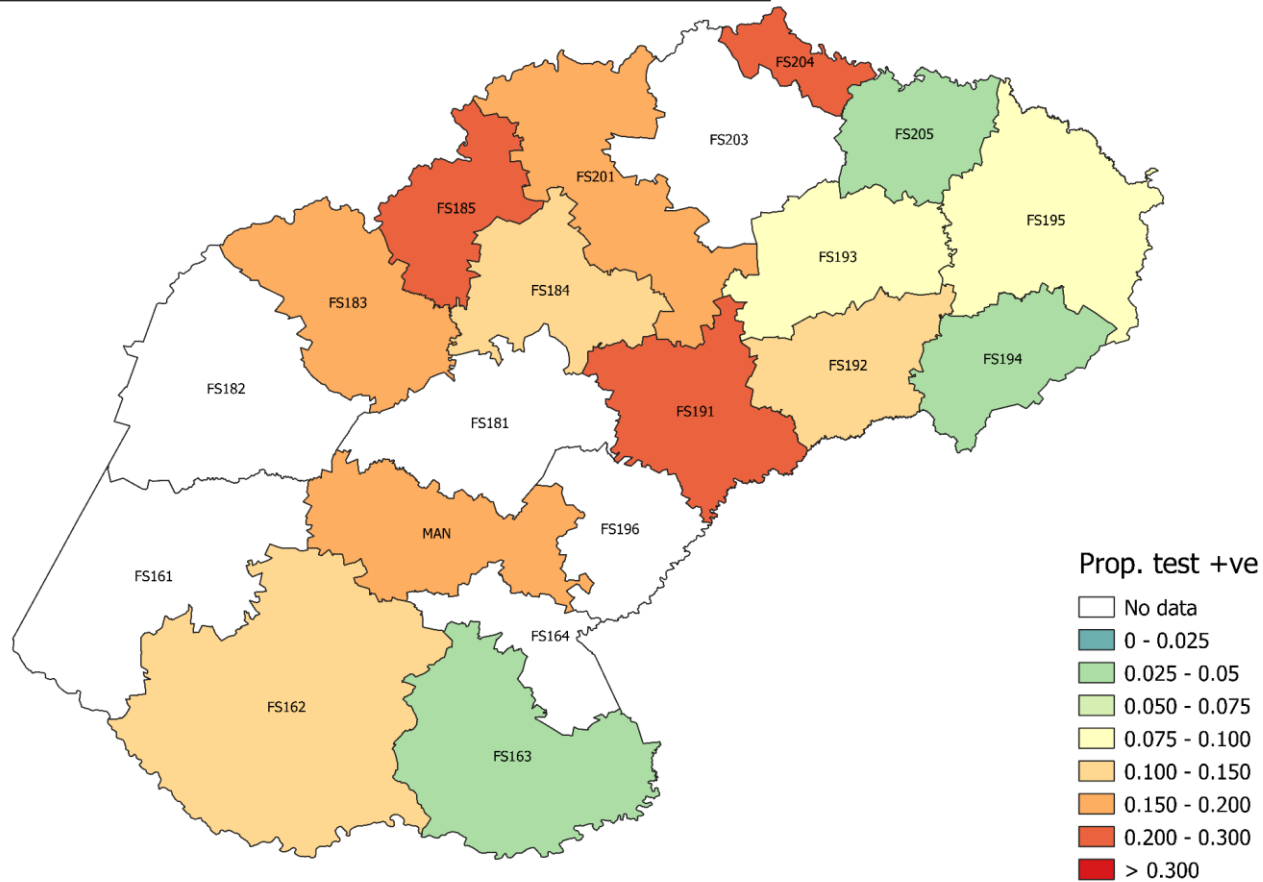 FS204
FS203
FS205
FS201
FS185
FS195
FS193
FS184
FS183
FS194
FS192
FS182
FS191
FS181
FS196
MAN
FS161
FS164
FS162
FS163
Prop. test +ve
No data
0 - 0.025
0.025 - 0.05
0.050 - 0.075
0.075 - 0.100
0.100 - 0.150
0.150 - 0.200
0.200 - 0.300
> 0.300